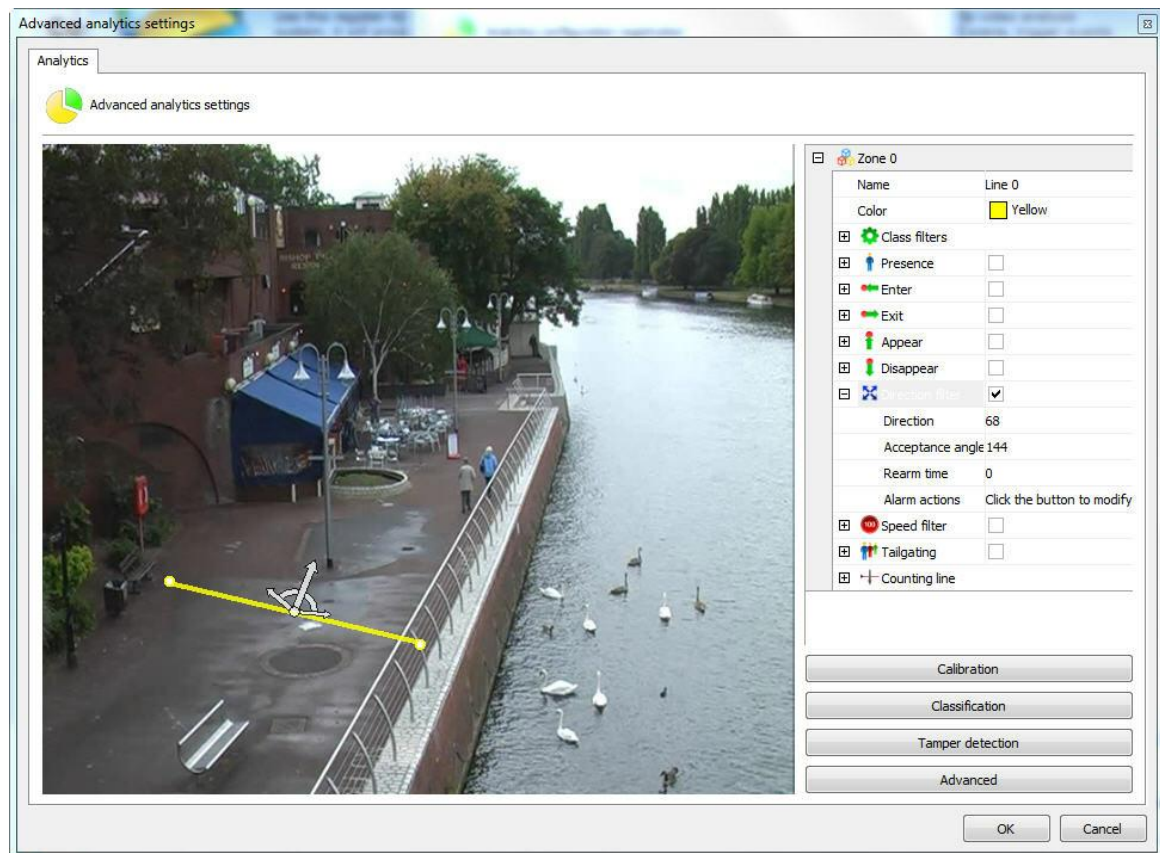 Advanced analytics settings
Analytics
Advanced analytics settings
Zone 0
Name Line 0
Color Yellow
Class filters
Presence
Enter
Exit
Appear
Disappear
Direction filter
Direction 68
Acceptance angle 144
Rearm time 0
Alarm actions Click the button to modify
100 Speed filter
Tailgating
Counting line
Calibration
Classification
Tamper detection
Advanced
OK Cancel